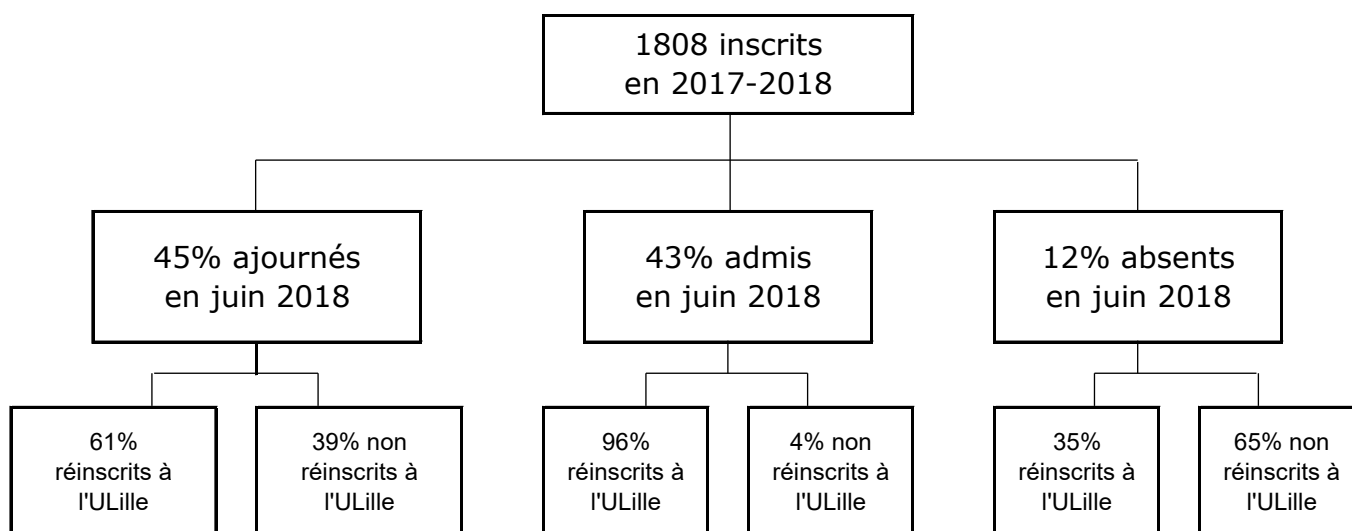 1808 inscrits
en 2017-2018
45% ajournés
en juin 2018
43% admis
en juin 2018
12% absents
en juin 2018
61%
réinscrits à
l'ULille
39% non
réinscrits à
l'ULille
96%
réinscrits à
l'ULille
4% non
réinscrits à
l'ULille
35%
réinscrits à
l'ULille
65% non
réinscrits à
l'ULille